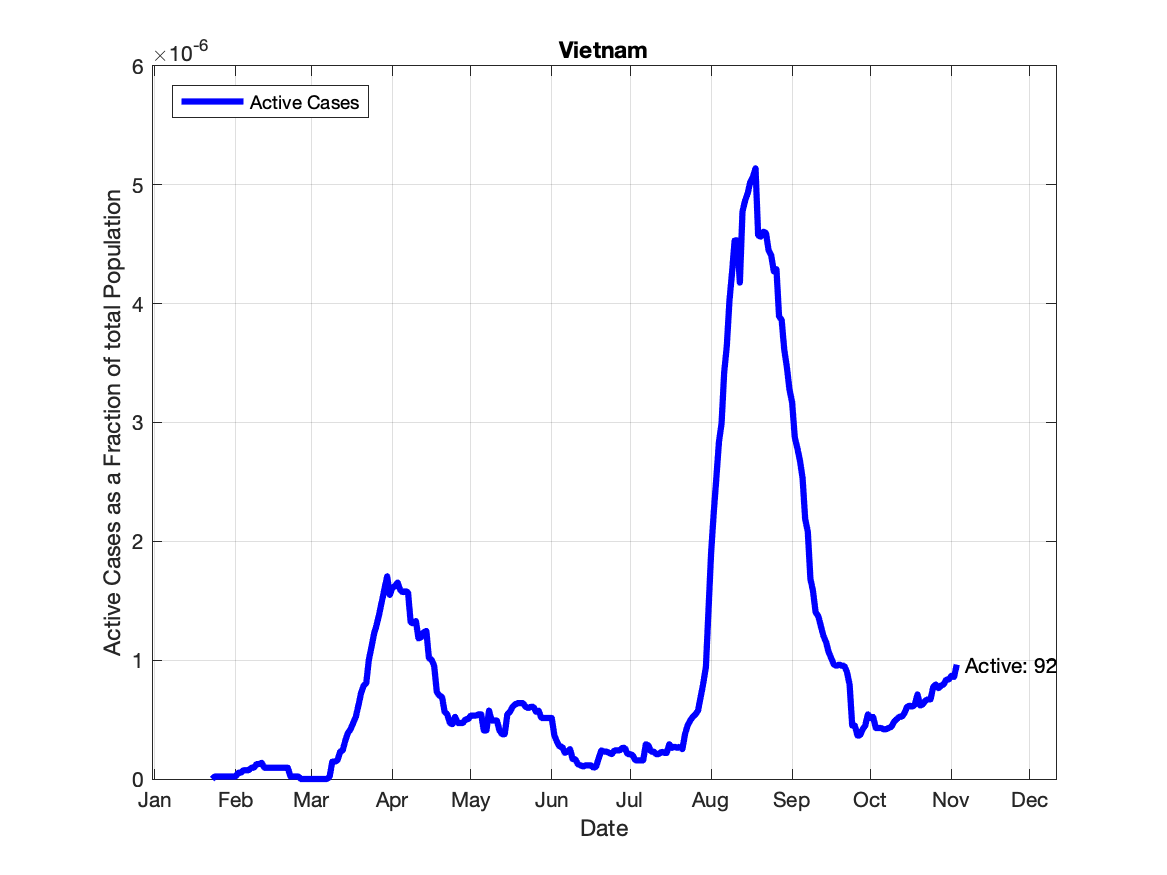 Vietnam
×10-6
Active Cases
Active Cases as a Fraction of total Population
6
5
4
3
2
1
0
Active: 92
Jan Feb Mar Apr May Jun Jul Aug Sep Oct Nov Dec
Date